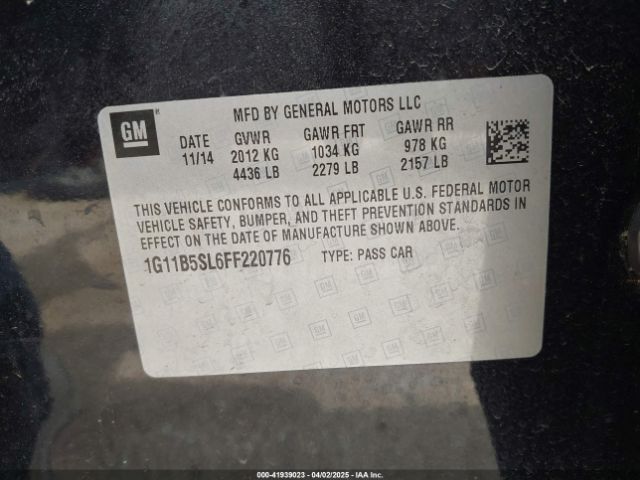 GM
MFD BY GENERAL MOTORS LLC
DATE GVWR GAWR FRT GAWR RR
11/14 2012 KG 1034 KG 978 KG
4436 LB 2279 LB 2157 LB
THIS VEHICLE CONFORMS TO ALL APPLICABLE U.S. FEDERAL MOTOR
VEHICLE SAFETY, BUMPER, AND THEFT PREVENTION STANDARDS IN
EFFECT ON THE DATE OF MANUFACTURE SHOWN ABOVE.
1G11B5SL6FF220776 TYPE: PASS CAR
000-41939023 - 04/02/2025 - IAAI.COM